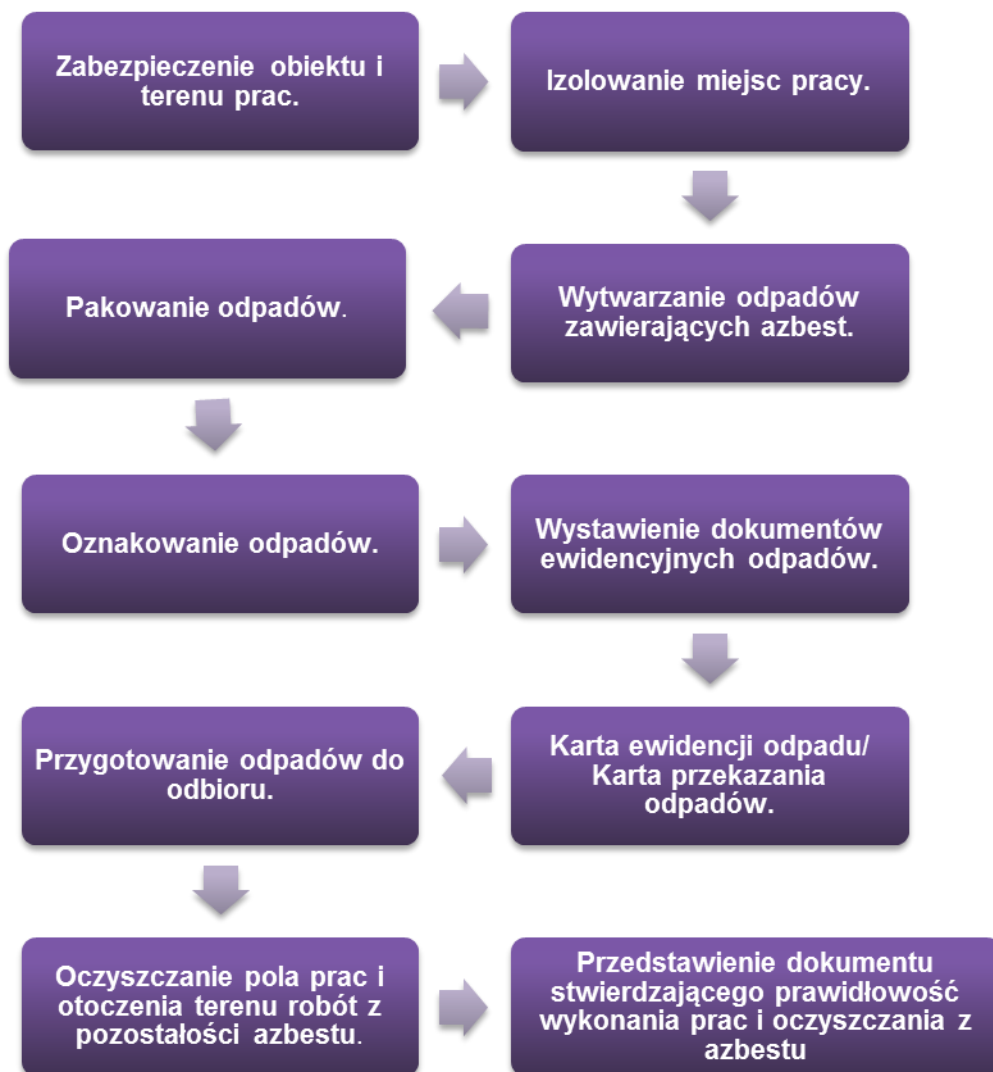 Zabezpieczenie obiektu i
terenu prac.
Izolowanie miejsc pracy.
Wytwarzanie odpadów
zawierających azbest.
Pakowanie odpadów.
Oznakowanie odpadów.
Wystawienie dokumentów
ewidencyjnych odpadów.
Karta ewidencji odpadu/
Karta przekazania
odpadów.
Przygotowanie odpadów do
odbioru.
Oczyszczanie pola prac i
otoczenia terenu robót z
pozostałości azbestu.
Przedstawienie dokumentu
stwierdzającego prawidłowość
wykonania prac i oczyszczania z
azbestu